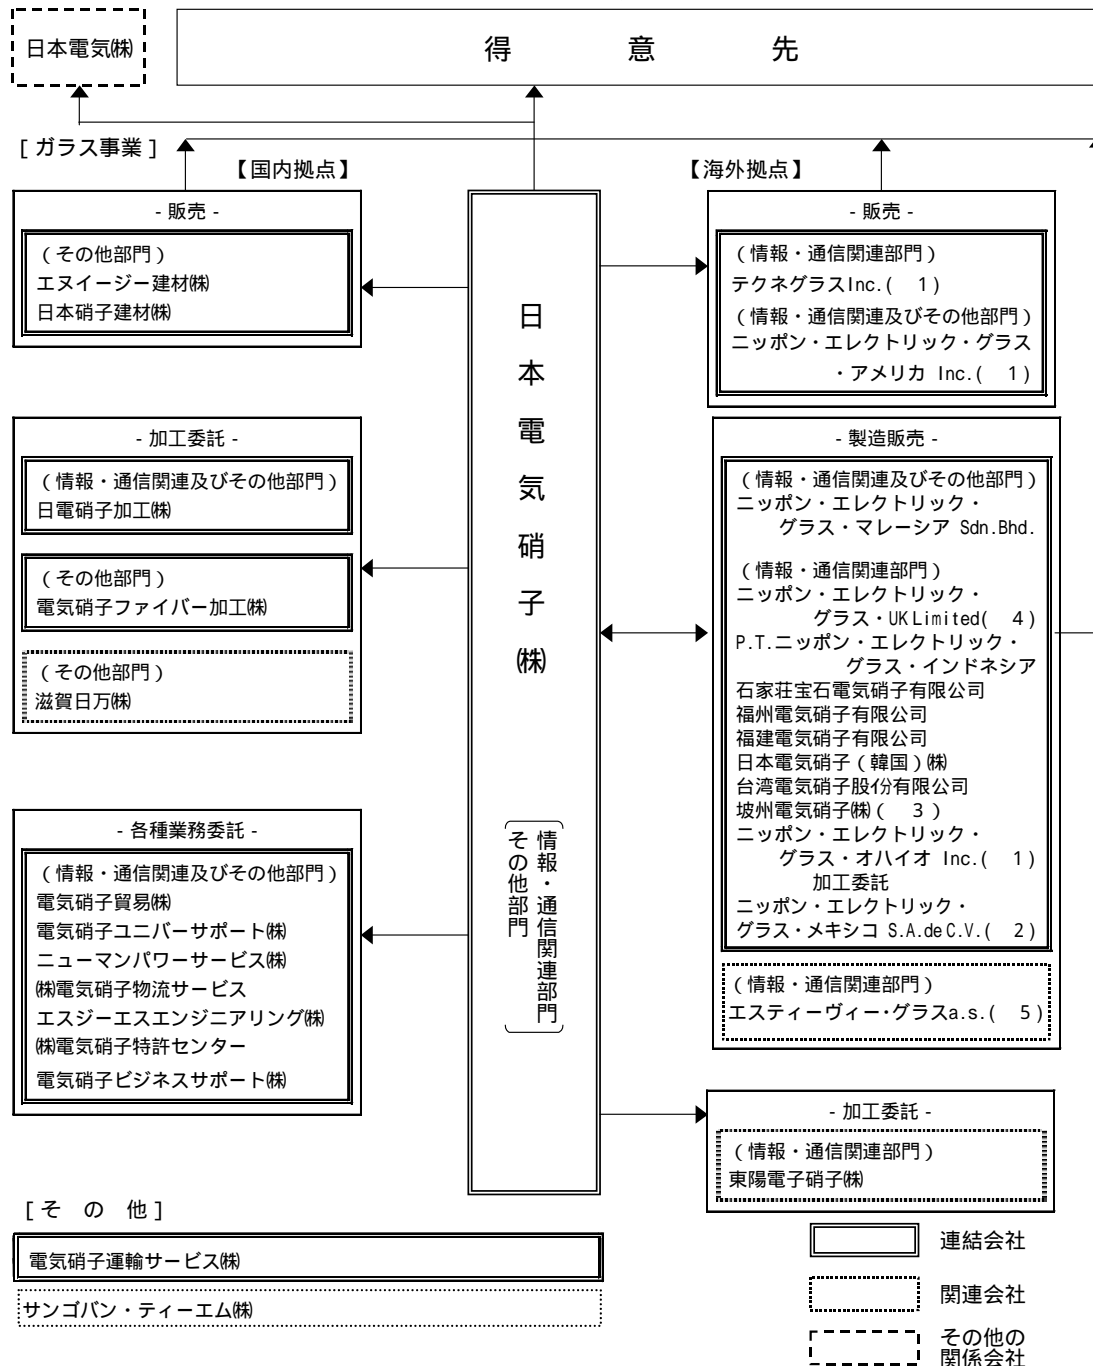 日本電気㈱
得　意　先
[ ガラス事業 ]
【国内拠点】
【海外拠点】
- 販売 -
（その他部門）
エヌイージー建材㈱
日本硝子建材㈱
- 加工委託 -
（情報・通信関連及びその他部門）
日電硝子加工㈱
（その他部門）
電気硝子ファイバー加工㈱
（その他部門）
滋賀日万㈱
- 各種業務委託 -
（情報・通信関連及びその他部門）
電気硝子貿易㈱
電気硝子ユニバーサポート㈱
ニューマンパワーサービス㈱
㈱電気硝子物流サービス
エスジーエスエンジニアリング㈱
㈱電気硝子特許センター
電気硝子ビジネスサポート㈱
日本電気硝子㈱
情報・通信関連部門
その他部門
- 販売 -
（情報・通信関連部門）
テクネグラスInc.(　1)
（情報・通信関連及びその他部門）
ニッポン・エレクトリック・グラス
・アメリカ Inc.(　1)
- 製造販売 -
（情報・通信関連及びその他部門）
ニッポン・エレクトリック・
グラス・マレーシア Sdn.Bhd.
（情報・通信関連部門）
ニッポン・エレクトリック・
グラス・UK Limited(　4)
P.T.ニッポン・エレクトリック・
グラス・インドネシア
石家荘宝石電気硝子有限公司
福州電気硝子有限公司
福建電気硝子有限公司
日本電気硝子（韓国）㈱
台湾電気硝子股份有限公司
坡州電気硝子㈱(　3)
ニッポン・エレクトリック・
グラス・オハイオ Inc.(　1)
加工委託
ニッポン・エレクトリック・
グラス・メキシコ S.A.de C.V.(　2)
（情報・通信関連部門）
エスティーヴィー・グラスa.s.(　5)
- 加工委託 -
（情報・通信関連部門）
東陽電子硝子㈱
[ そ の 他 ]
電気硝子運輸サービス㈱
サンゴバン・ティーエム㈱
連結会社
関連会社
その他の
関係会社